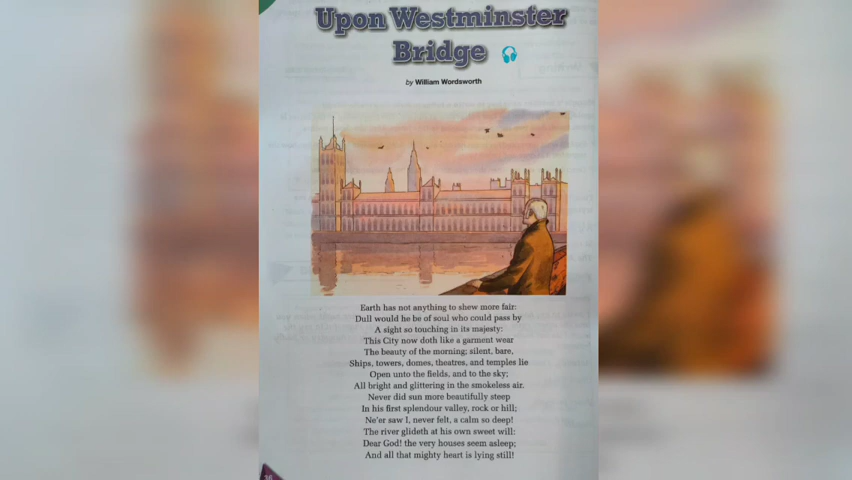 Upon Westminster
Bridge
by William Wordsworth
Earth has not anything to shew more fair:
Dull would he be of soul who could pass by
A sight so touching in its majesty:
This City now doth like a garment wear
The beauty of the morning; silent, bare,
Ships, towers, domes, theatres, and temples lie
Open unto the fields, and to the sky;
All bright and glittering in the smokeless air.
Never did sun more beautifully steep
In his first splendour valley, rock or hill;
Ne'er saw I, never felt, a calm so deep!
The river glideth at his own sweet will:
Dear God! the very houses seem asleep;
And all that mighty heart is lying still!
36